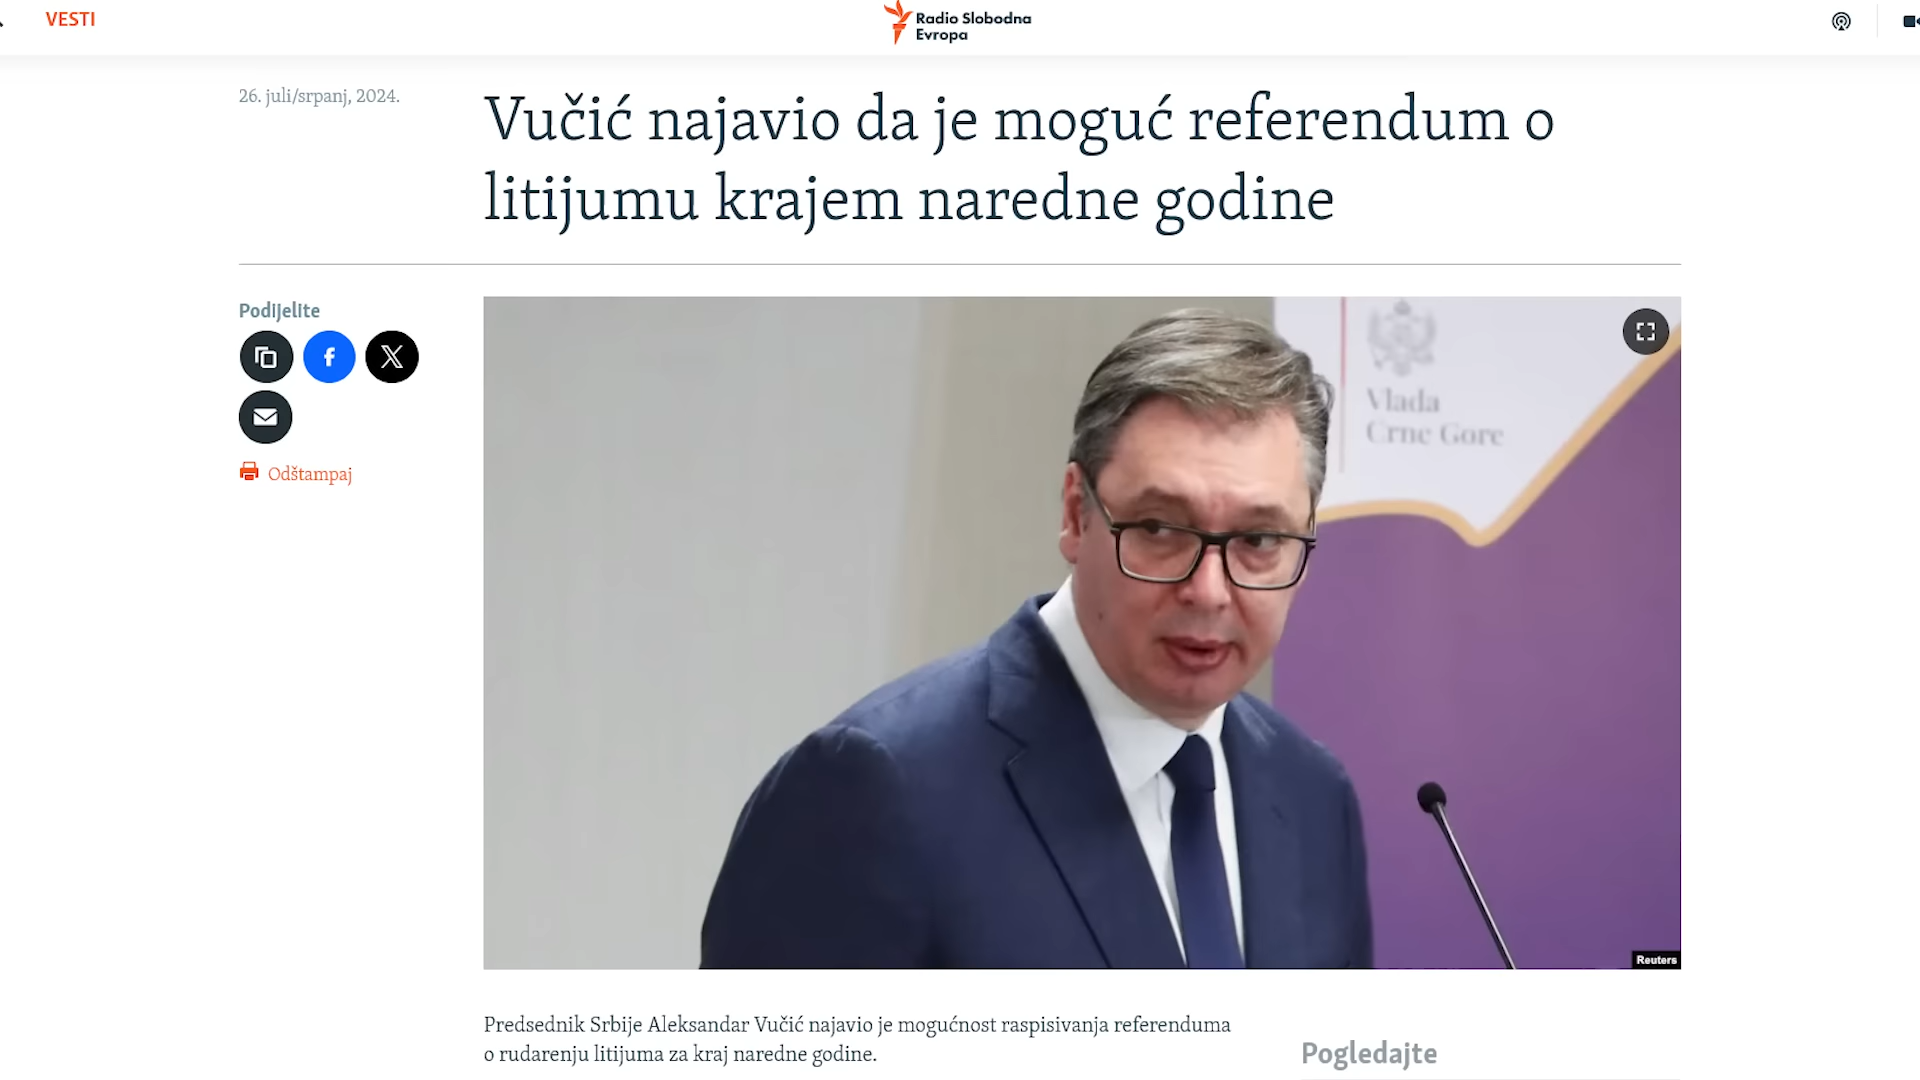 VESTI
Radio Slobodna
Evropa
26. juli/srpanj, 2024.
Vučić najavio da je moguć referendum o
litijumu krajem naredne godine
Podijelite
Odštampaj
Vlada
Crne Gore
Reuters
Predsednik Srbije Aleksandar Vučić najavio je mogućnost raspisivanja referenduma
o rudarenju litijuma za kraj naredne godine.
Pogledajte